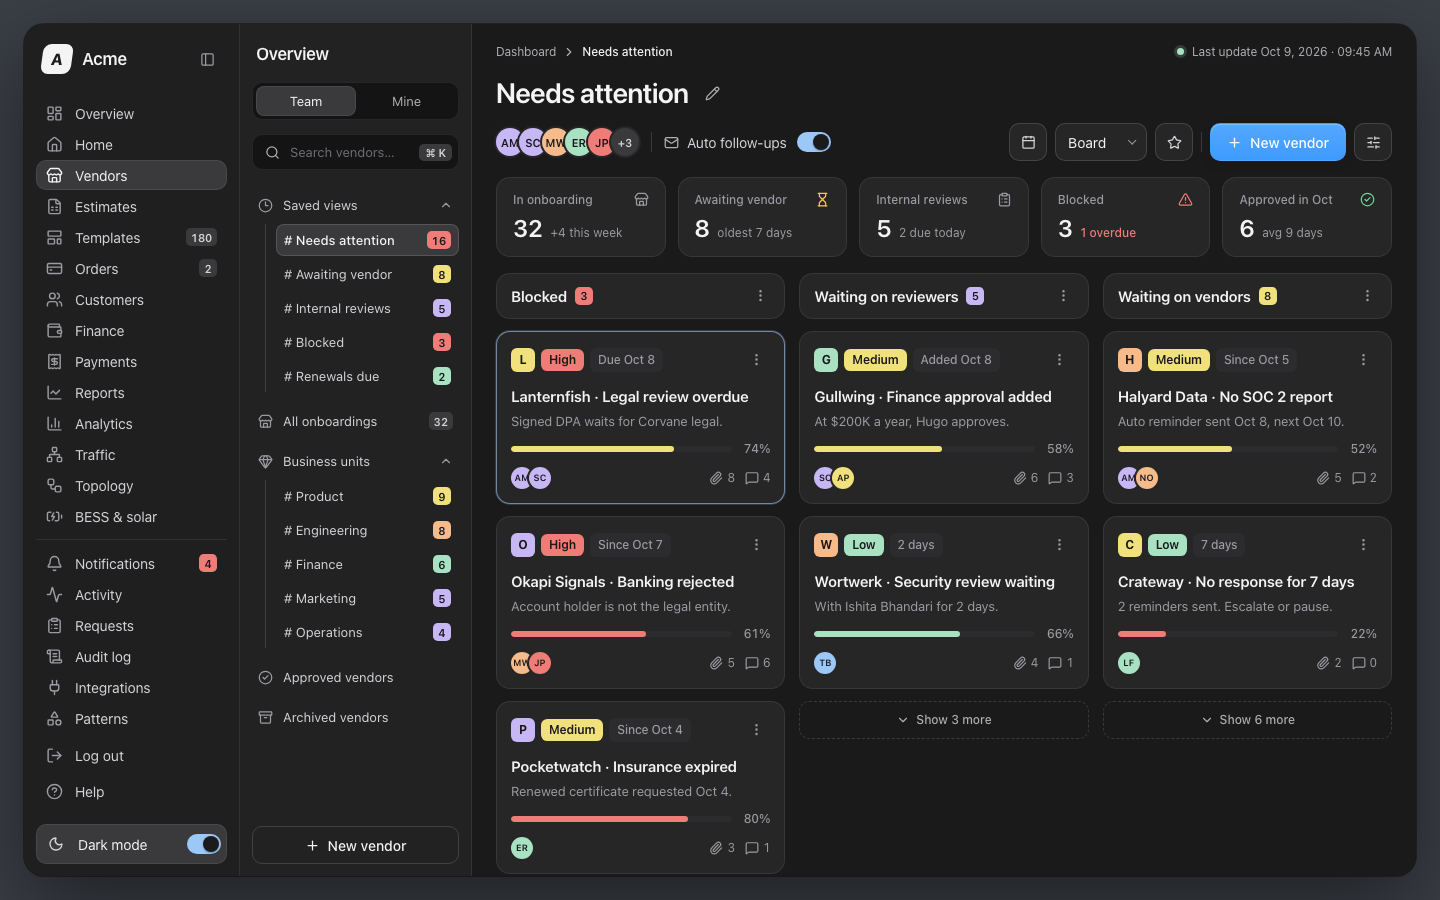 A Acme
Overview
Home
Vendors
Estimates
Templates 180
Orders 2
Customers
Finance
Payments
Reports
Analytics
Traffic
Topology
BESS & solar
Notifications 4
Activity
Requests
Audit log
Integrations
Patterns
Log out
Help
Dark mode
Overview
Team Mine
Search vendors... ⌘ K
Saved views
# Needs attention 16
# Awaiting vendor 8
# Internal reviews 5
# Blocked 3
# Renewals due 2
All onboardings 32
Business units
# Product 9
# Engineering 8
# Finance 6
# Marketing 5
# Operations 4
Approved vendors
Archived vendors
+ New vendor
Dashboard > Needs attention
Last update Oct 9, 2026 · 09:45 AM
Needs attention
AM SC MW ER JP +3
Auto follow-ups
Board
+ New vendor
In onboarding
32 +4 this week
Awaiting vendor
8 oldest 7 days
Internal reviews
5 2 due today
Blocked
3 1 overdue
Approved in Oct
6 avg 9 days
Blocked 3
L High Due Oct 8
Lanternfish · Legal review overdue
Signed DPA waits for Corvane legal.
74%
AM SC 8 4
O High Since Oct 7
Okapi Signals · Banking rejected
Account holder is not the legal entity.
61%
MW JP 5 6
P Medium Since Oct 4
Pocketwatch · Insurance expired
Renewed certificate requested Oct 4.
80%
ER 3 1
Waiting on reviewers 5
G Medium Added Oct 8
Gullwing · Finance approval added
At $200K a year, Hugo approves.
58%
SC AP 6 3
W Low 2 days
Wortwerk · Security review waiting
With Ishita Bhandari for 2 days.
66%
TB 4 1
Show 3 more
Waiting on vendors 8
H Medium Since Oct 5
Halyard Data · No SOC 2 report
Auto reminder sent Oct 8, next Oct 10.
52%
AM NO 5 2
C Low 7 days
Crateway · No response for 7 days
2 reminders sent. Escalate or pause.
22%
LF 2 0
Show 6 more